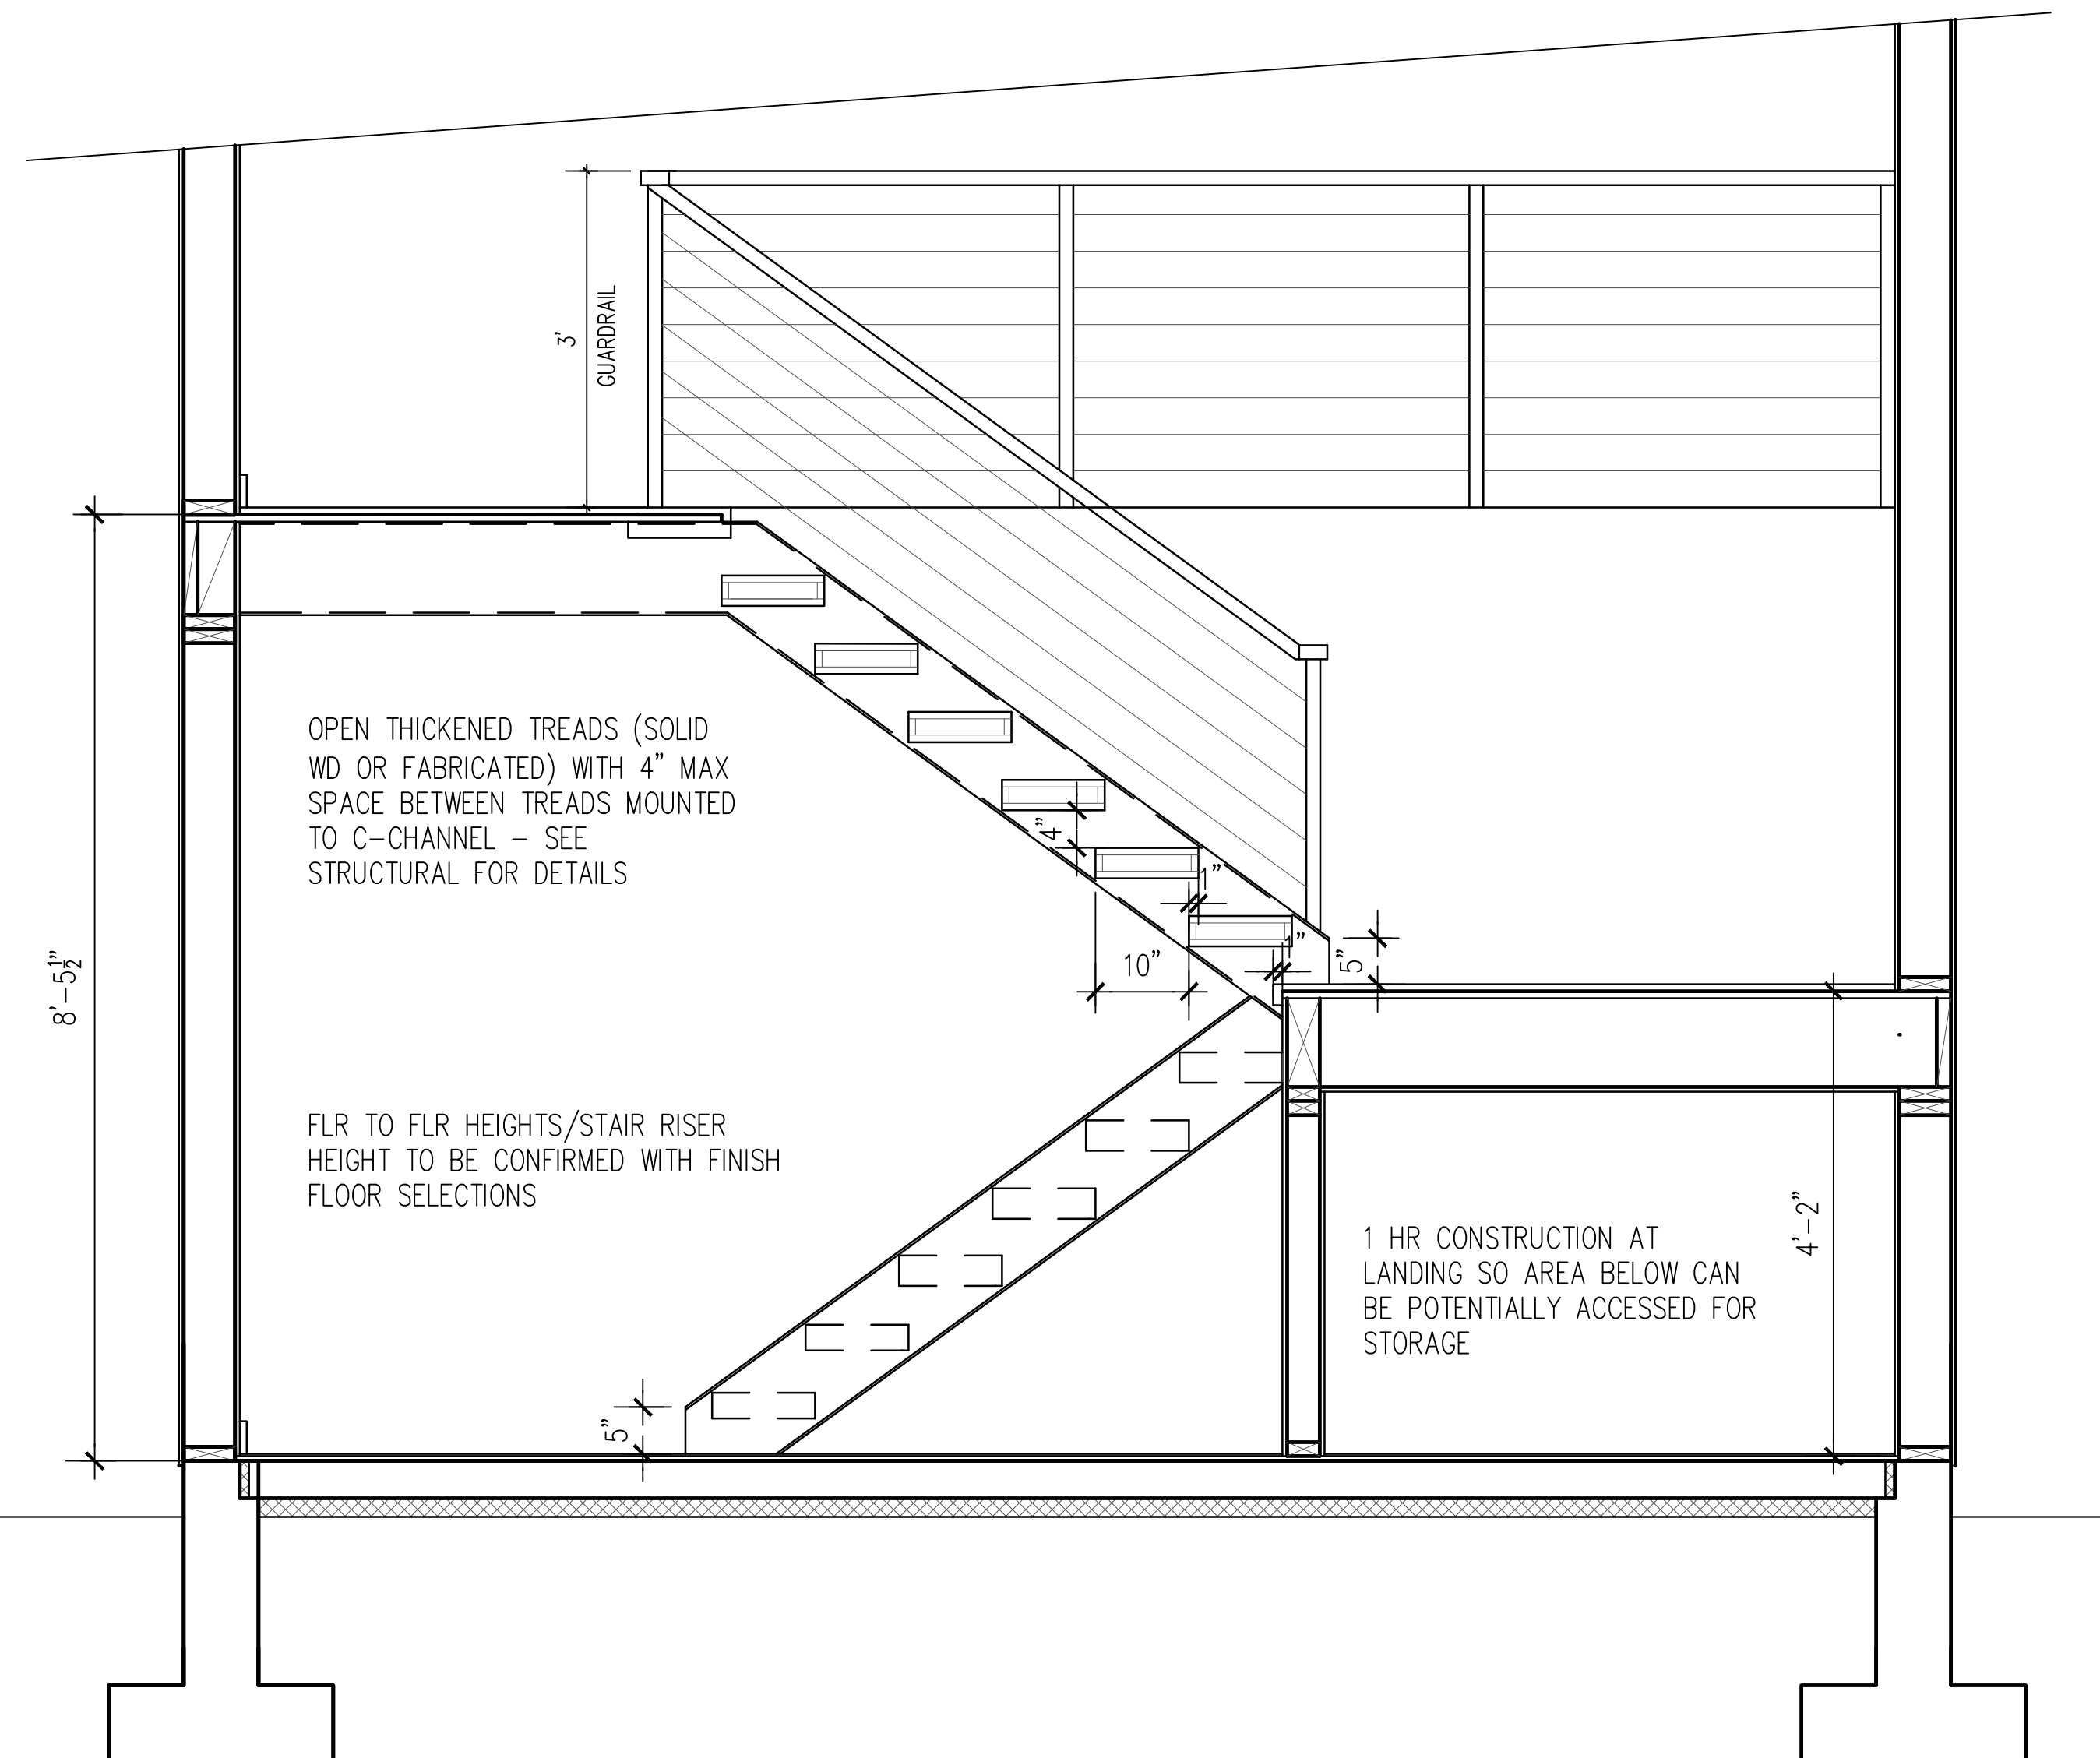 3'
GUARDRAIL
OPEN THICKENED TREADS (SOLID
WD OR FABRICATED) WITH 4" MAX
SPACE BETWEEN TREADS MOUNTED
TO C-CHANNEL - SEE
STRUCTURAL FOR DETAILS
4"
1"
10"
1"
5"
8'-5 1/2"
FLR TO FLR HEIGHTS/STAIR RISER
HEIGHT TO BE CONFIRMED WITH FINISH
FLOOR SELECTIONS
4'-2"
1 HR CONSTRUCTION AT
LANDING SO AREA BELOW CAN
BE POTENTIALLY ACCESSED FOR
STORAGE
5"